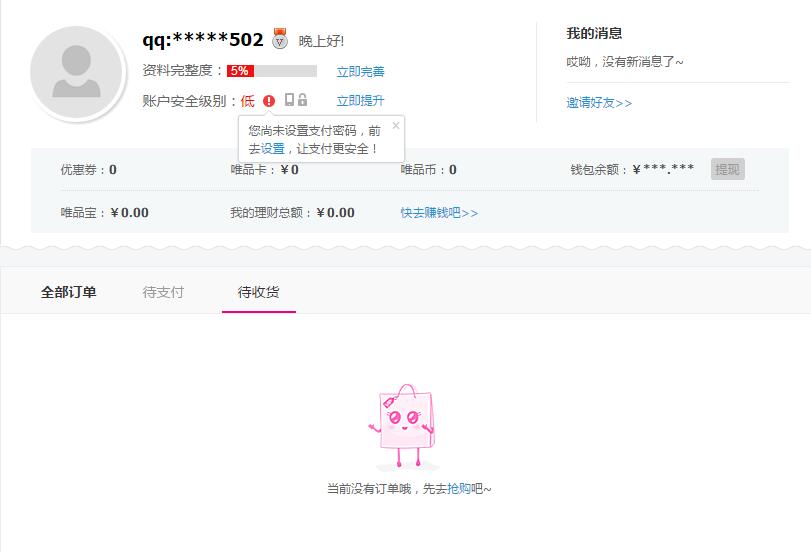 qq:*****502 晚上好!
资料完整度：5% 立即完善
账户安全级别：低 立即提升
您尚未设置支付密码，前
去设置，让支付更安全！
我的消息
哎呦，没有新消息了~
邀请好友>>
优惠券：0 唯品卡：¥0 唯品币：0 钱包余额：¥***.*** 提现
唯品宝：¥0.00 我的理财总额：¥0.00 快去赚钱吧>>
全部订单 待支付 待收货
当前没有订单哦，先去抢购吧~